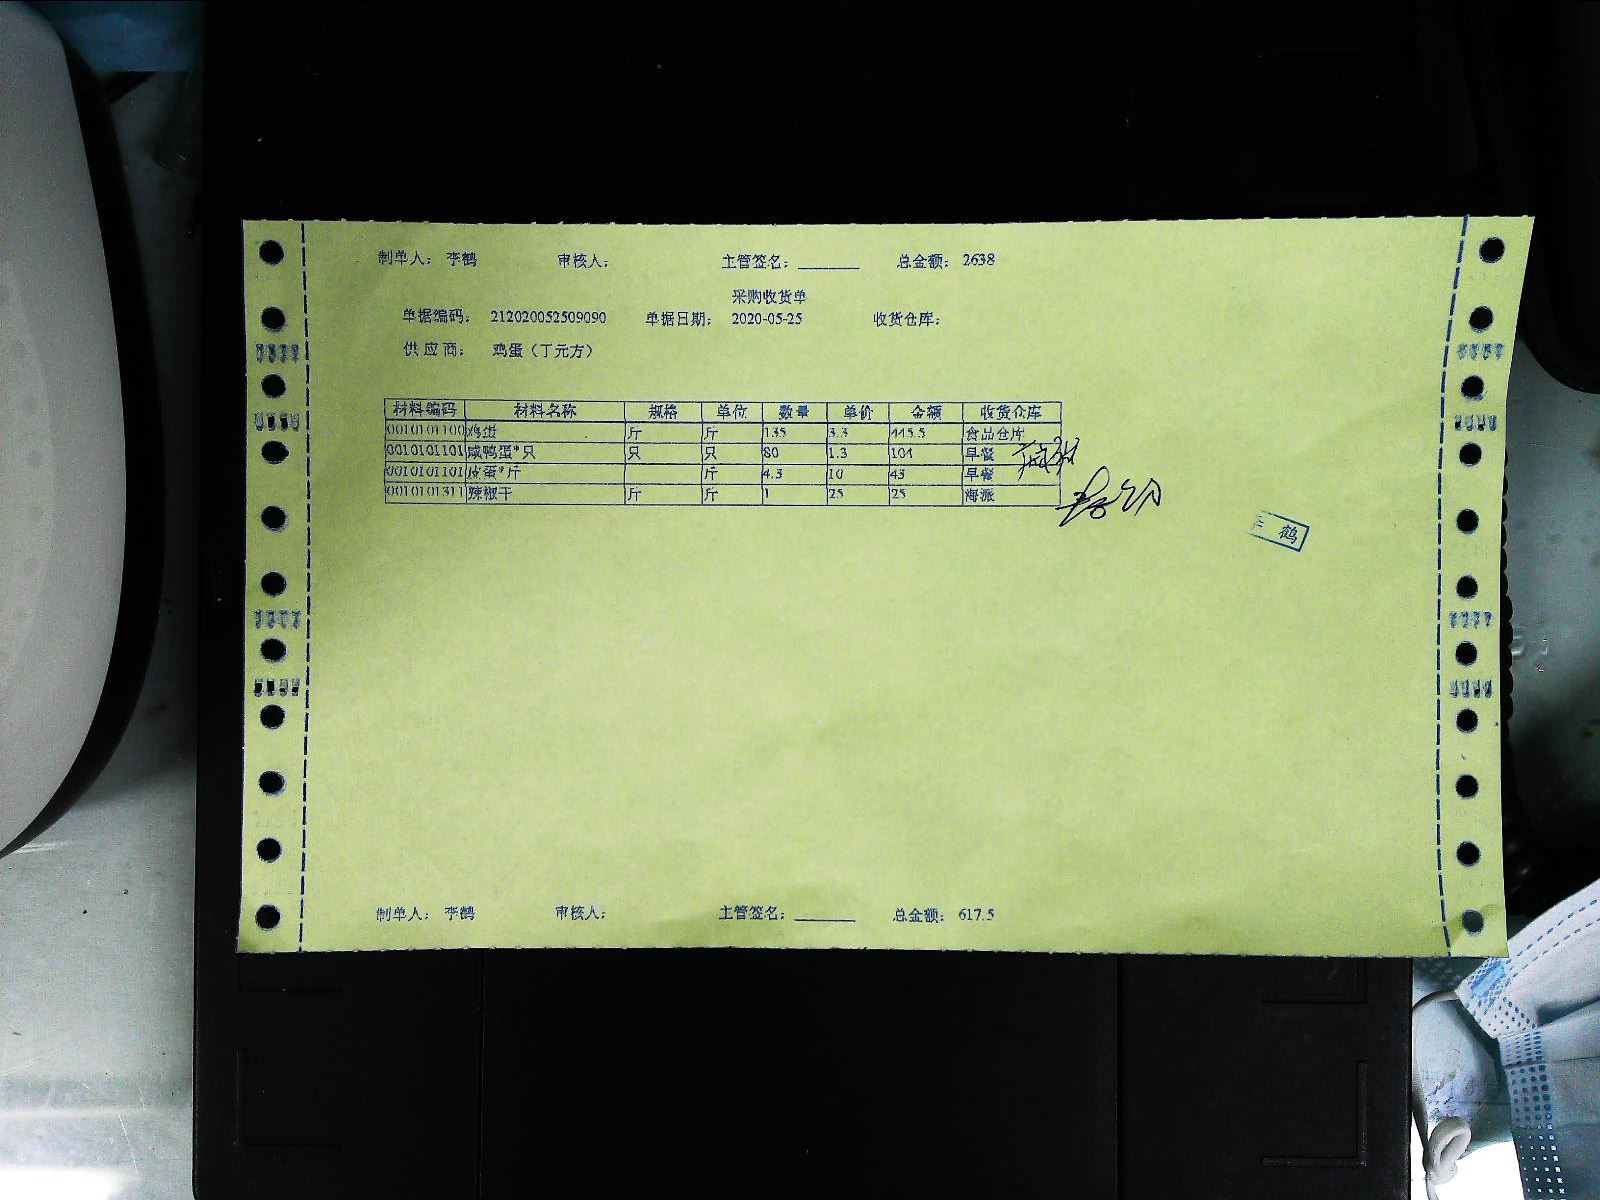 制单人： 李鹤 审核人： 主管签名：_______ 总金额： 2638
采购收货单
单据编码： 212020052509090 单据日期： 2020-05-25 收货仓库：
供应商： 鸡蛋（丁元方）
材料编码 材料名称 规格 单位 数量 单价 金额 收货仓库
0010101100 鸡蛋 斤 斤 135 3.3 445.5 食品仓库
0010101101 咸鸭蛋*只 只 只 80 1.3 104 早餐
0010101101 皮蛋*斤 斤 4.3 10 43 早餐
0010101311 辣椒干 斤 斤 1 25 25 海派
鹤
制单人： 李鹤 审核人： 主管签名：_______ 总金额： 617.5